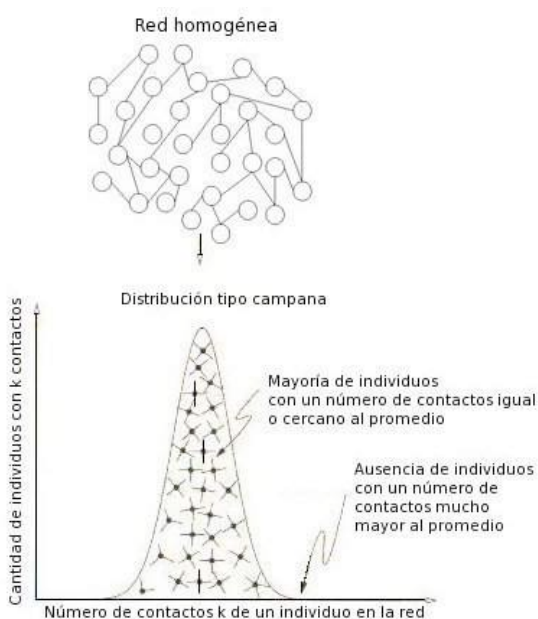 Red homogénea
Distribución tipo campana
Cantidad de individuos con k contactos
Mayoría de individuos
con un número de contactos igual
o cercano al promedio
Ausencia de individuos
con un número de
contactos mucho
mayor al promedio
Número de contactos k de un individuo en la red